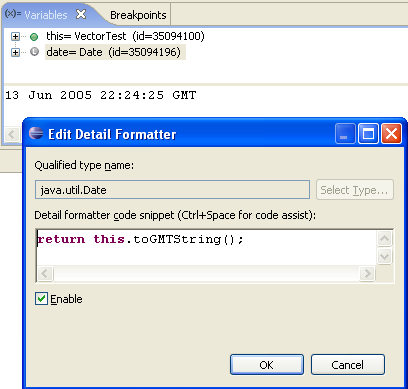 (x)= Variables Breakpoints
this= VectorTest (id=35094100)
date= Date (id=35094196)
13 Jun 2005 22:24:25 GMT
Edit Detail Formatter
Qualified type name:
java.util.Date Select Type...
Detail formatter code snippet (Ctrl+Space for code assist):
return this.toGMTString();
Enable
OK Cancel